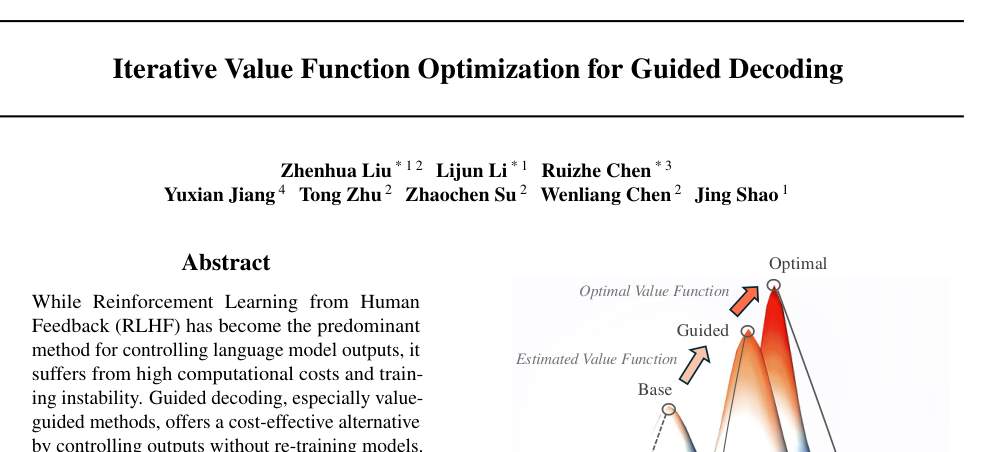 Iterative Value Function Optimization for Guided Decoding
Zhenhua Liu * 1 2 Lijun Li * 1 Ruizhe Chen * 3
Yuxian Jiang 4 Tong Zhu 2 Zhaochen Su 2 Wenliang Chen 2 Jing Shao 1
Abstract
While Reinforcement Learning from Human
Feedback (RLHF) has become the predominant
method for controlling language model outputs, it
suffers from high computational costs and train-
ing instability. Guided decoding, especially value-
guided methods, offers a cost-effective alternative
by controlling outputs without re-training models.
Optimal
Optimal Value Function
Guided
Estimated Value Function
Base